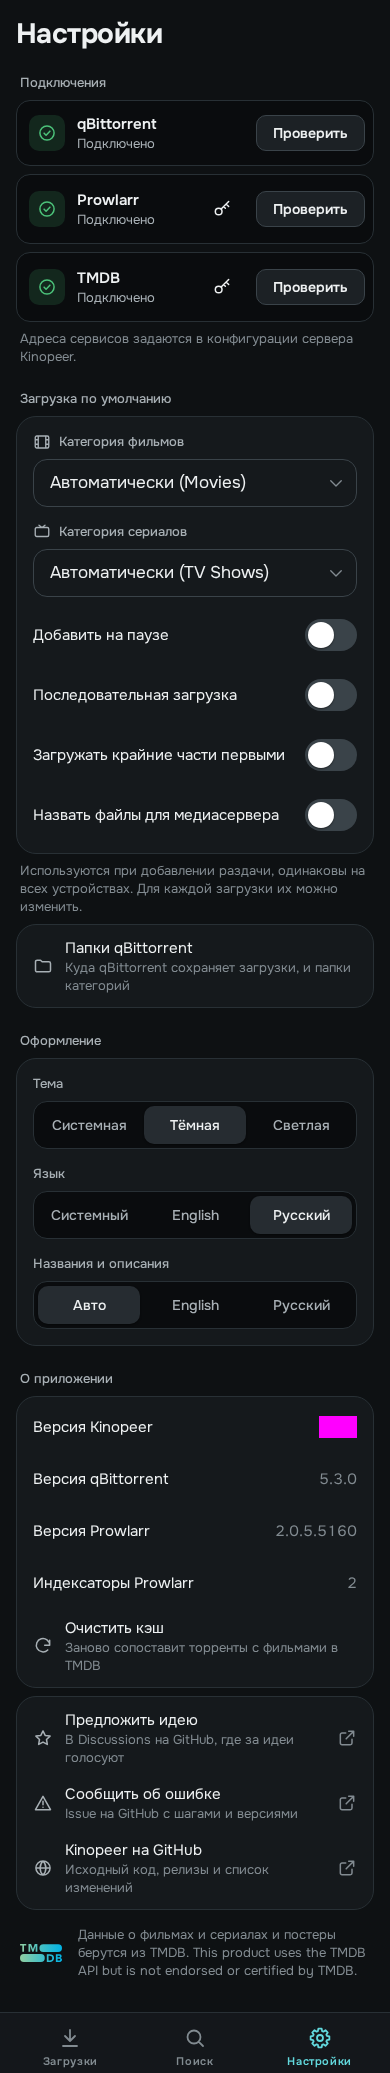 Настройки
Подключения
qBittorrent
Подключено
Проверить
Prowlarr
Подключено
Проверить
TMDB
Подключено
Проверить
Адреса сервисов задаются в конфигурации сервера
Kinopeer.
Загрузка по умолчанию
Категория фильмов
Автоматически (Movies)
Категория сериалов
Автоматически (TV Shows)
Добавить на паузе
Последовательная загрузка
Загружать крайние части первыми
Назвать файлы для медиасервера
Используются при добавлении раздачи, одинаковы на
всех устройствах. Для каждой загрузки их можно
изменить.
Папки qBittorrent
Куда qBittorrent сохраняет загрузки, и папки
категорий
Оформление
Тема
Системная Тёмная Светлая
Язык
Системный English Русский
Названия и описания
Авто English Русский
О приложении
Версия Kinopeer
Версия qBittorrent 5.3.0
Версия Prowlarr 2.0.5.5160
Индексаторы Prowlarr 2
Очистить кэш
Заново сопоставит торренты с фильмами в
TMDB
Предложить идею
В Discussions на GitHub, где за идеи
голосуют
Сообщить об ошибке
Issue на GitHub с шагами и версиями
Kinopeer на GitHub
Исходный код, релизы и список
изменений
TM
DB
Данные о фильмах и сериалах и постеры
берутся из TMDB. This product uses the TMDB
API but is not endorsed or certified by TMDB.
Загрузки Поиск Настройки